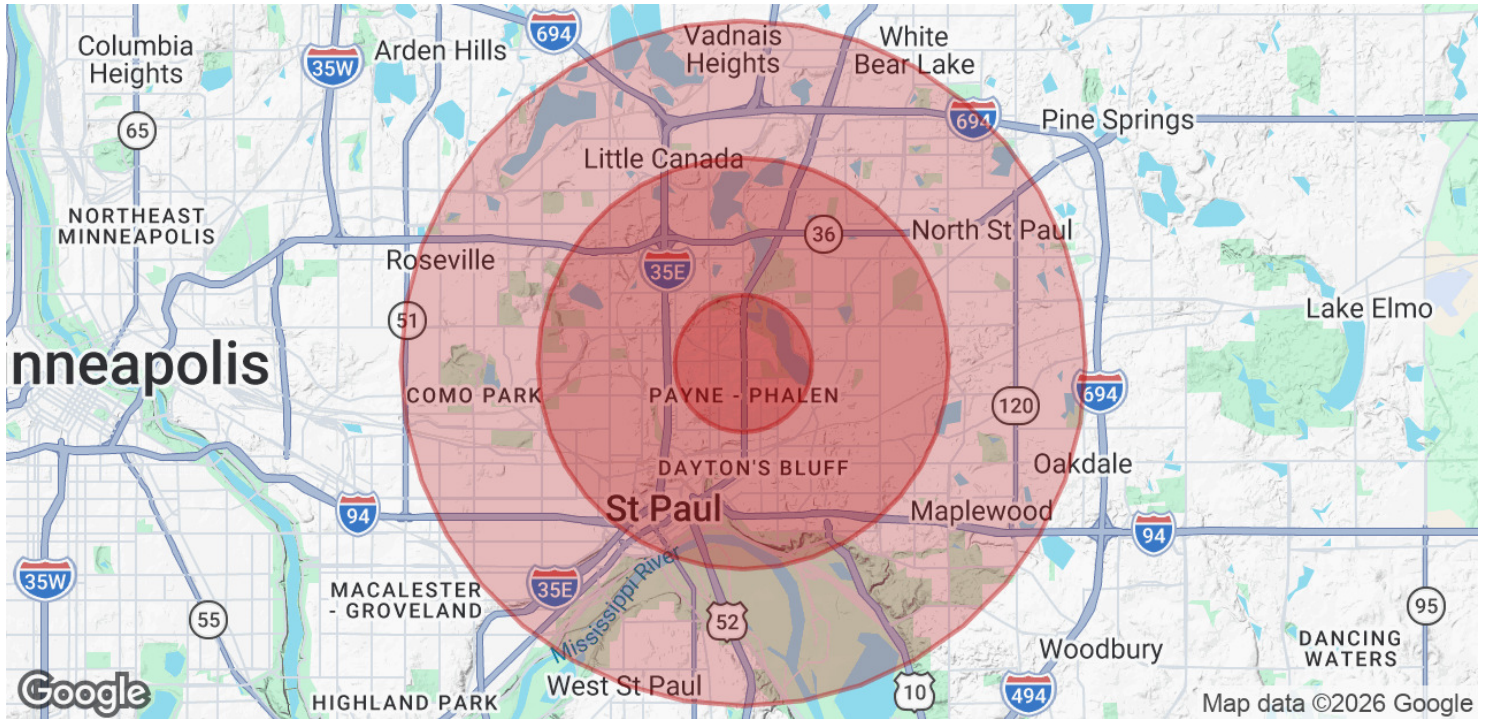 Columbia
Heights
35W
Arden Hills
694
Vadnais
Heights
White
Bear Lake
65
694
Pine Springs
Little Canada
NORTHEAST
MINNEAPOLIS
Roseville
35E
36
North St Paul
51
Lake Elmo
nneapolis
COMO PARK
PAYNE - PHALEN
120
694
DAYTON'S BLUFF
Oakdale
94
St Paul
Maplewood
94
35W
MACALESTER
- GROVELAND
35E
Mississippi River
55
52
95
Woodbury
DANCING
WATERS
Google
HIGHLAND PARK
West St Paul
10
494
Map data ©2026 Google